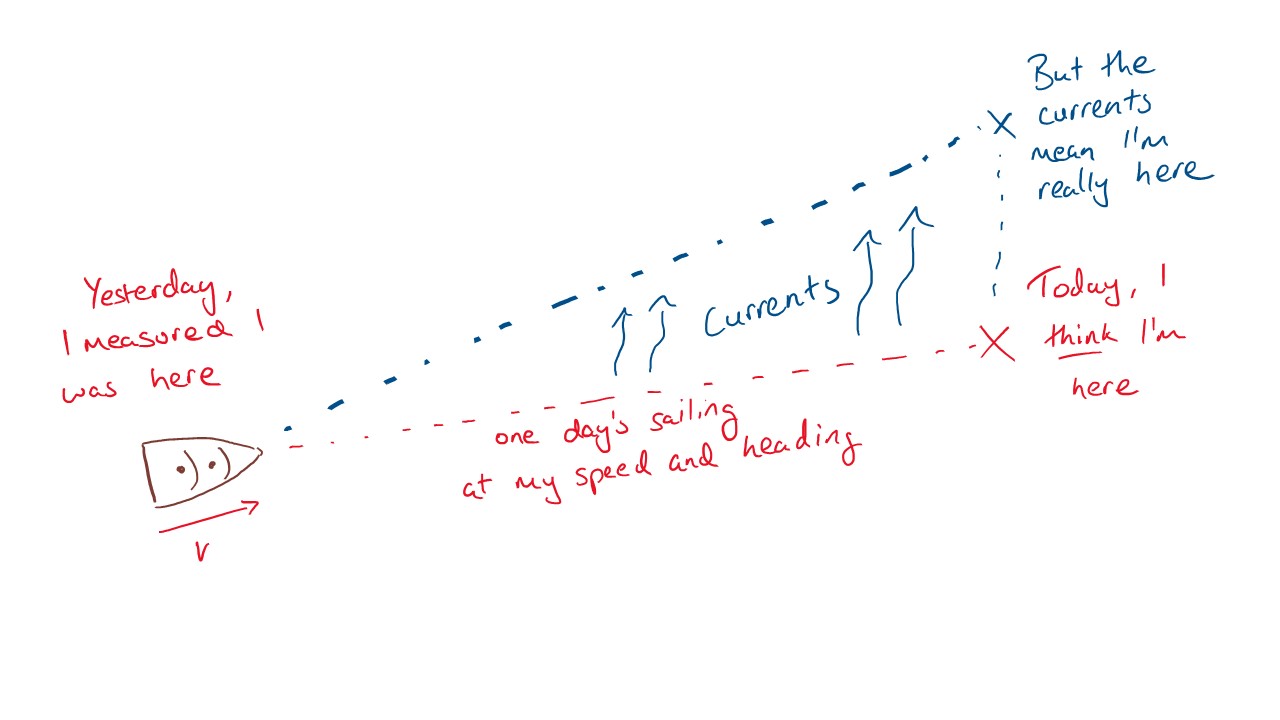 But the
currents
mean I'm
really here
Yesterday,
I measured I
was here
Currents
Today, I
think I'm
here
one day's sailing
at my speed and heading
v